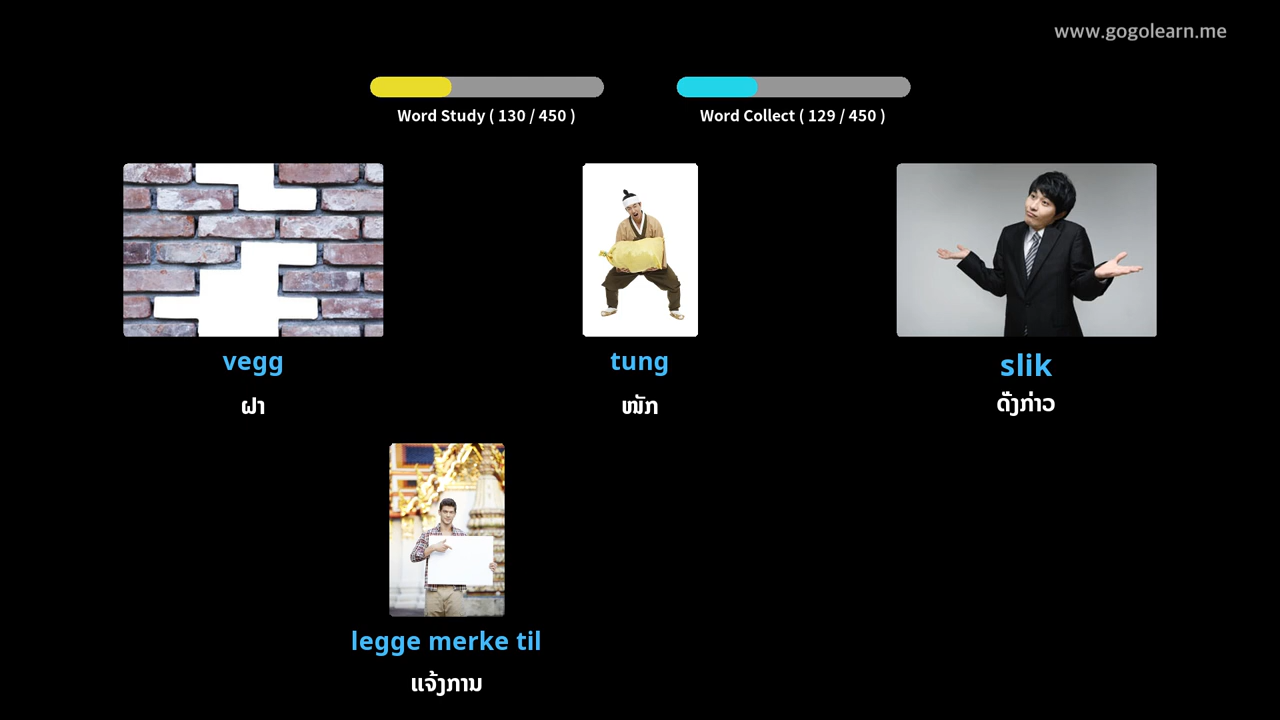 www.gogolearn.me
Word Study ( 130 / 450 )
Word Collect ( 129 / 450 )
vegg
tung
slik
ຝາ
ໜັກ
ດັ່ງກ່າວ
legge merke til
ແຈ້ງການ